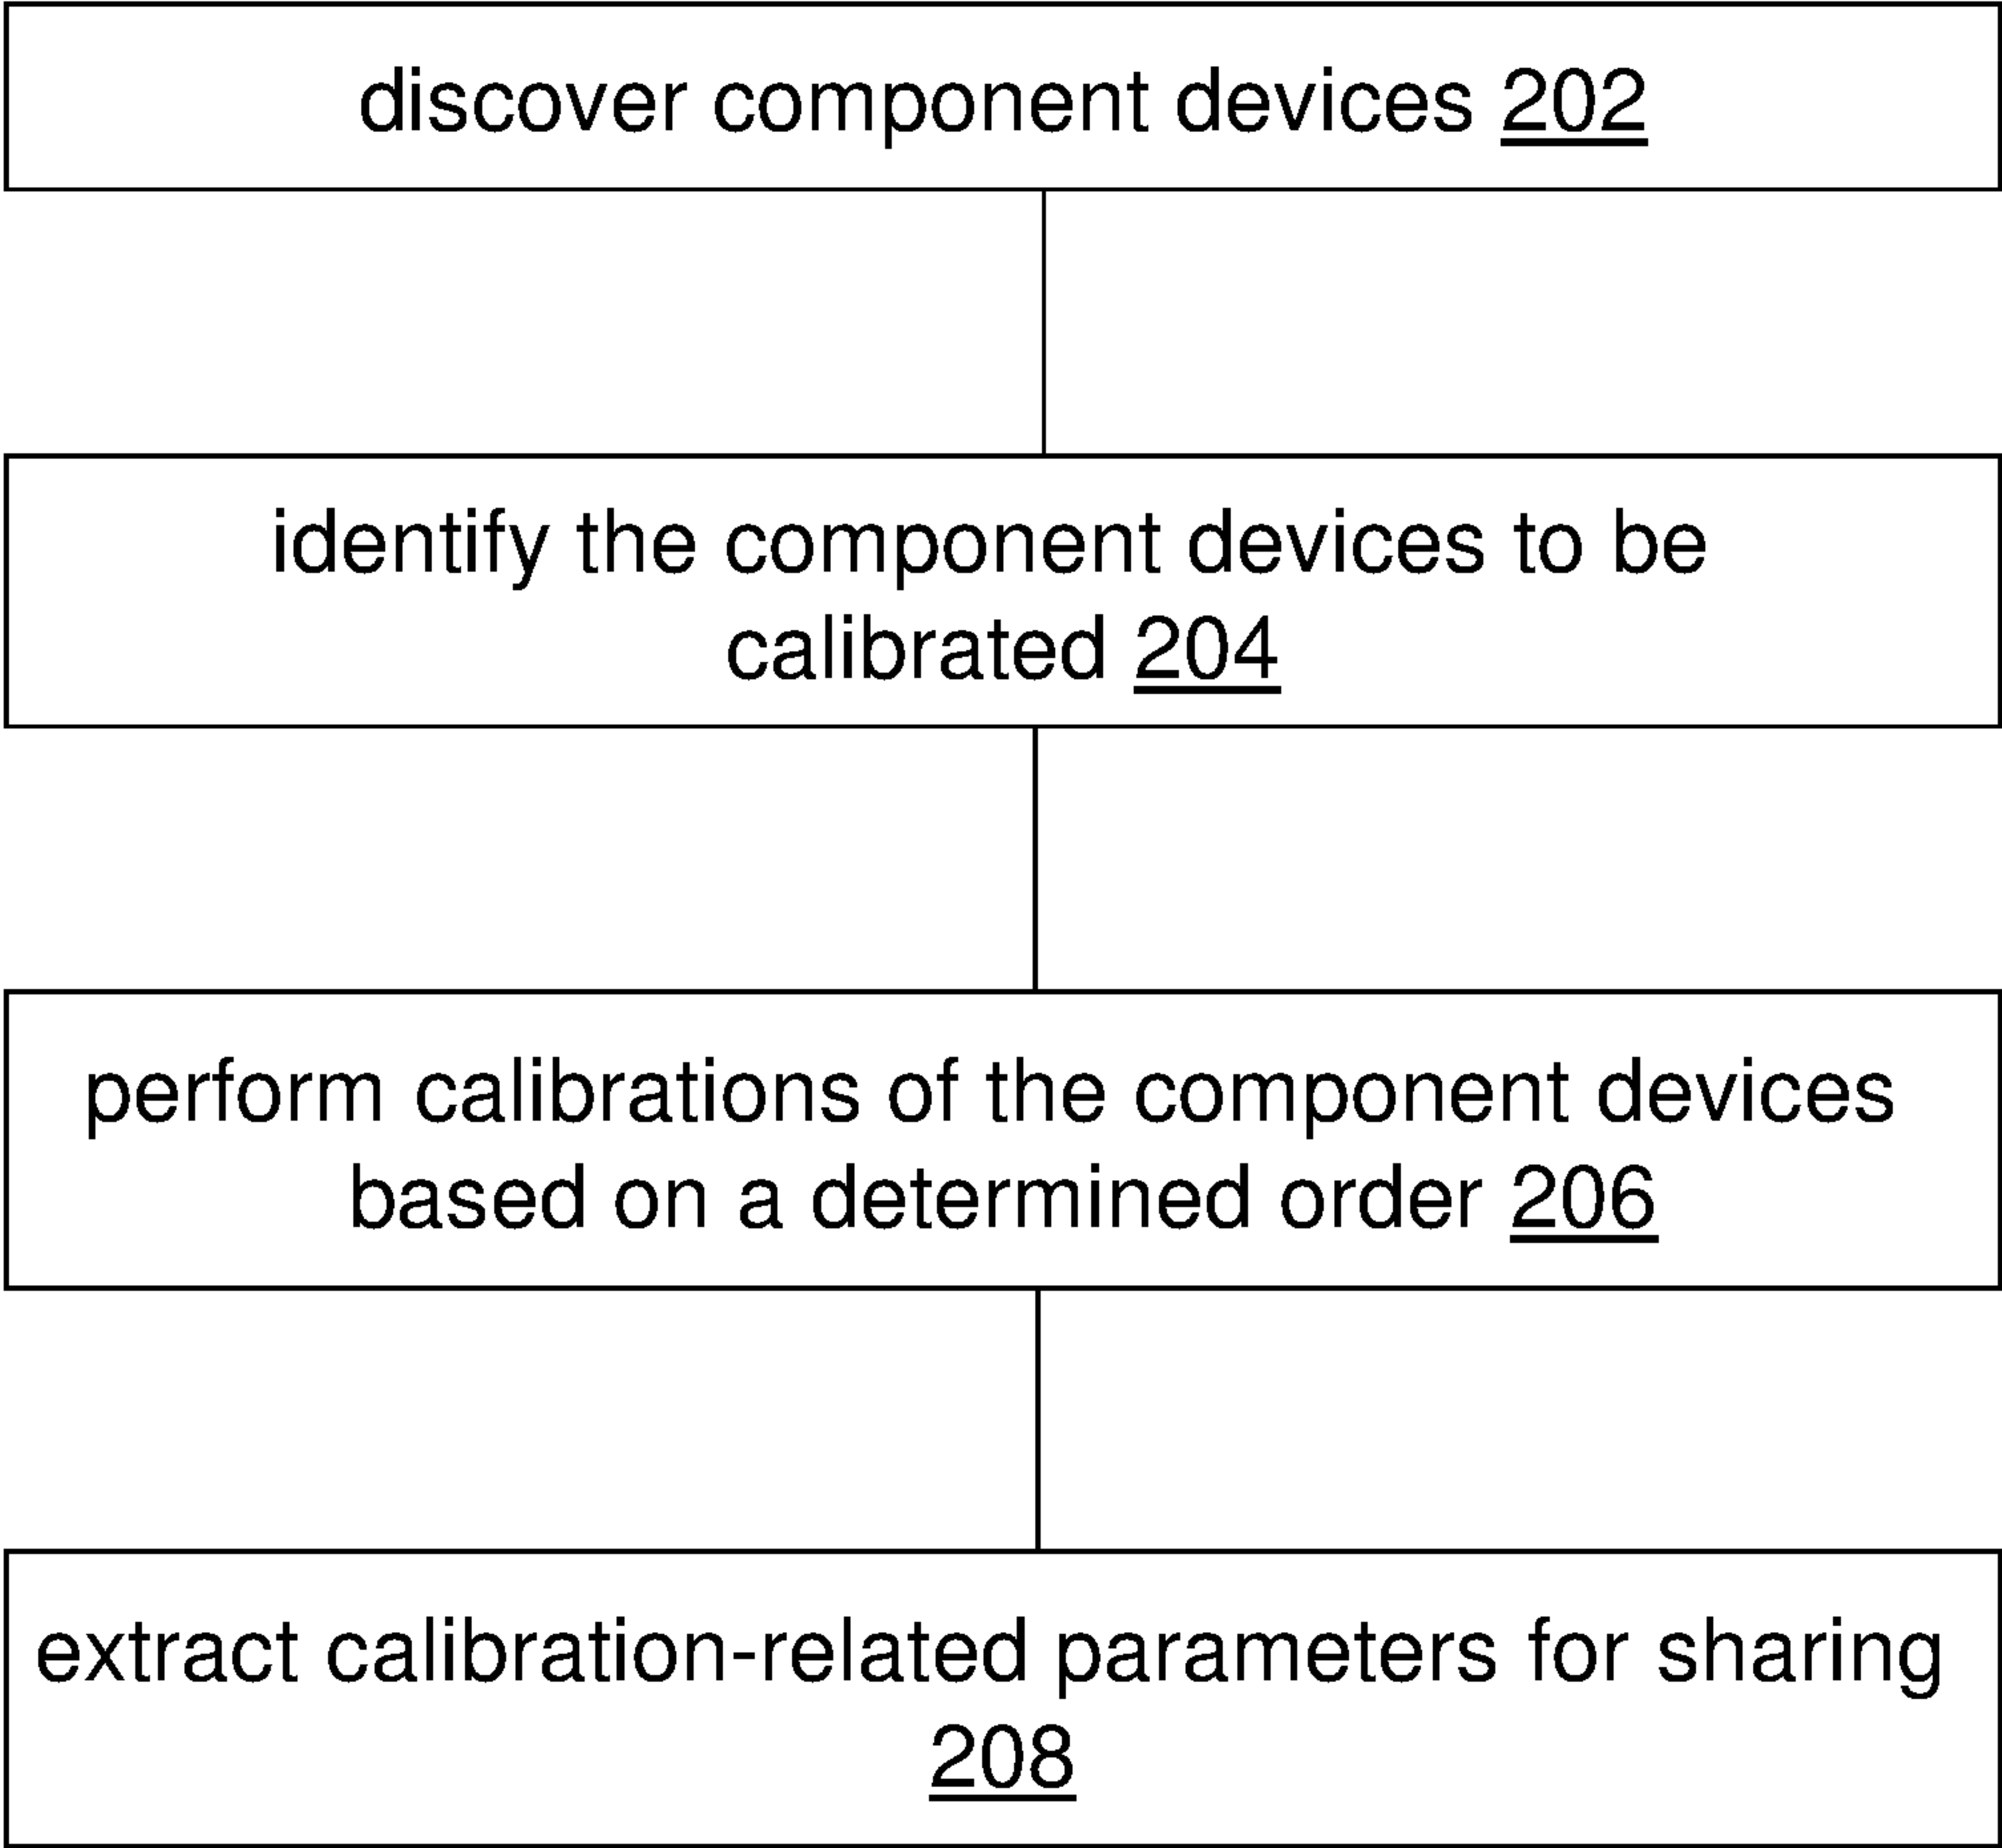 discover component devices 202
identify the component devices to be
calibrated 204
perform calibrations of the component devices
based on a determined order 206
extract calibration-related parameters for sharing
208